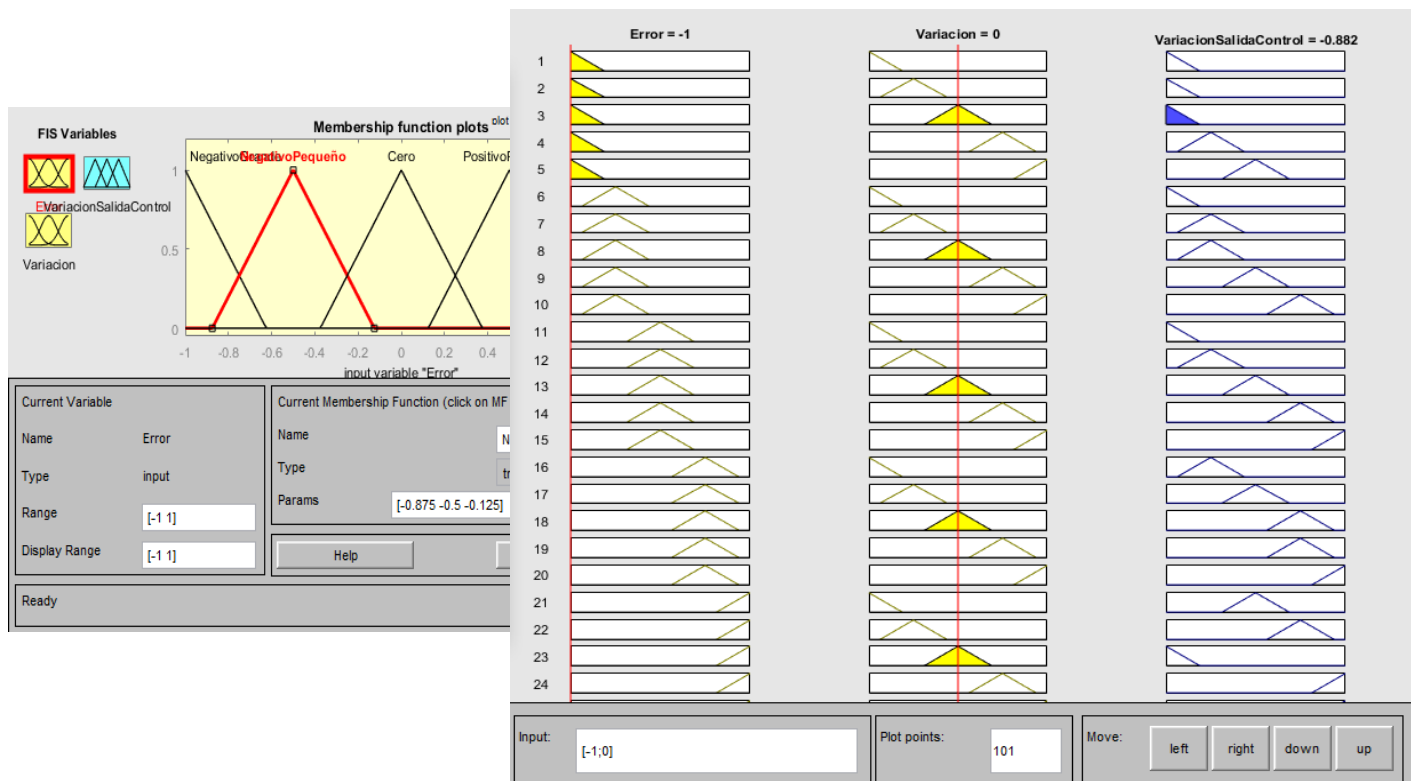 FIS Variables
Error
VariacionSalidaControl
Variacion
Membership function plots
plot
NegativoGrande
NegativoPequeño
Cero
1
0.5
0
-1 -0.8 -0.6 -0.4 -0.2 0 0.2 0.4
input variable "Error"
Current Variable
Name Error
Type input
Range [-1 1]
Display Range [-1 1]
Current Membership Function (click on MF
Name
Type
Params [-0.875 -0.5 -0.125]
Help
Ready
Error = -1
Variacion = 0
VariacionSalidaControl = -0.882
1
2
3
4
5
6
7
8
9
10
11
12
13
14
15
16
17
18
19
20
21
22
23
24
Input: [-1;0]
Plot points: 101
Move: left right down up